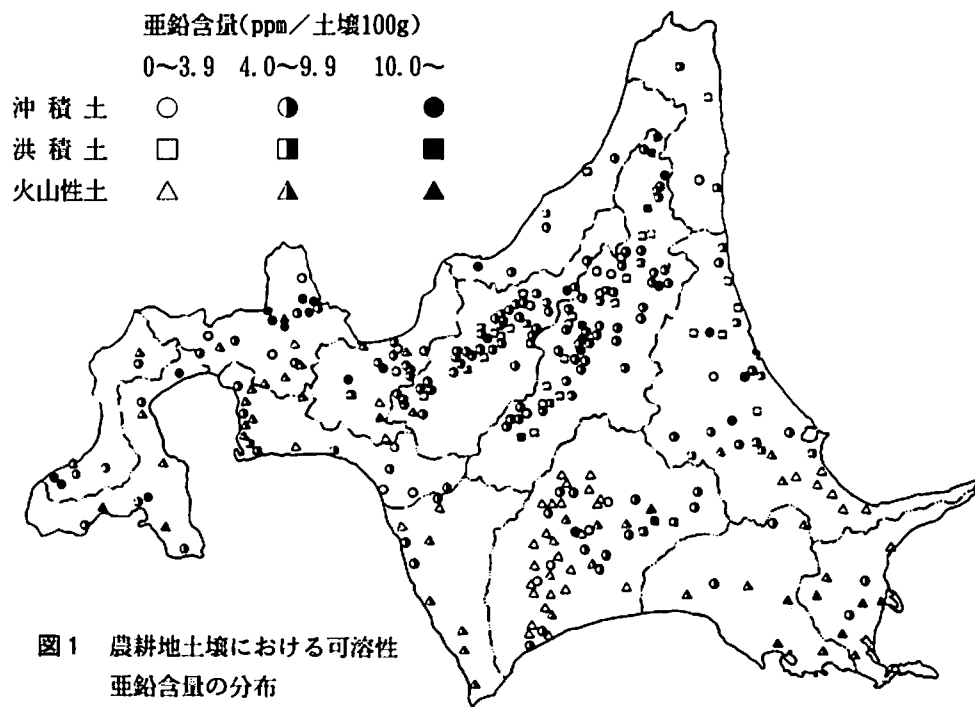 亜鉛含量(ppm／土壌100g)
0～3.9 4.0～9.9 10.0～
沖積土 ○ ◑ ●
洪積土 □ ◨ ■
火山性土 △ ◮ ▲
図1 農耕地土壌における可溶性
亜鉛含量の分布